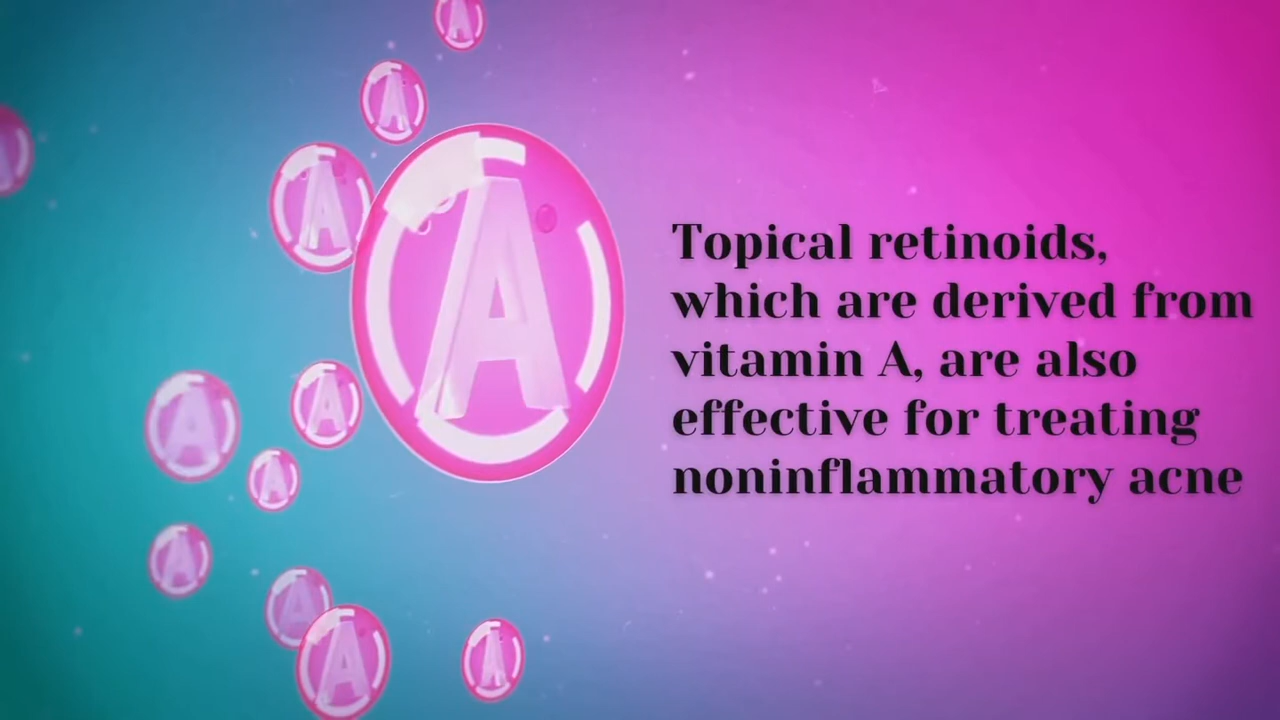 A
A
A
A
A
A
A
A
A
A
A
A
Topical retinoids,
which are derived from
vitamin A, are also
effective for treating
noninflammatory acne